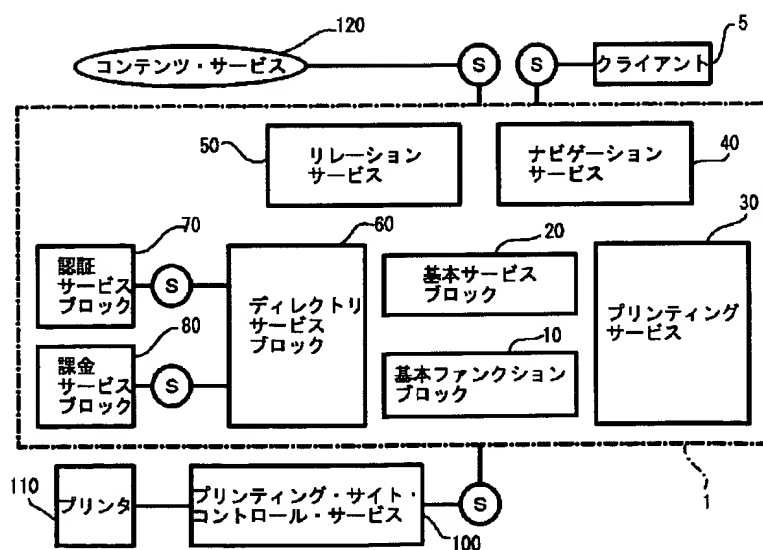 120
コンテンツ・サービス
S
S
5
クライアント
50
リレーション
サービス
ナビゲーション
サービス
40
70
認証
サービス
ブロック
S
60
ディレクトリ
サービス
ブロック
20
基本サービス
ブロック
30
プリンティング
サービス
80
課金
サービス
ブロック
S
10
基本ファンクション
ブロック
1
110
プリンタ
プリンティング・サイト・
コントロール・サービス
100
S